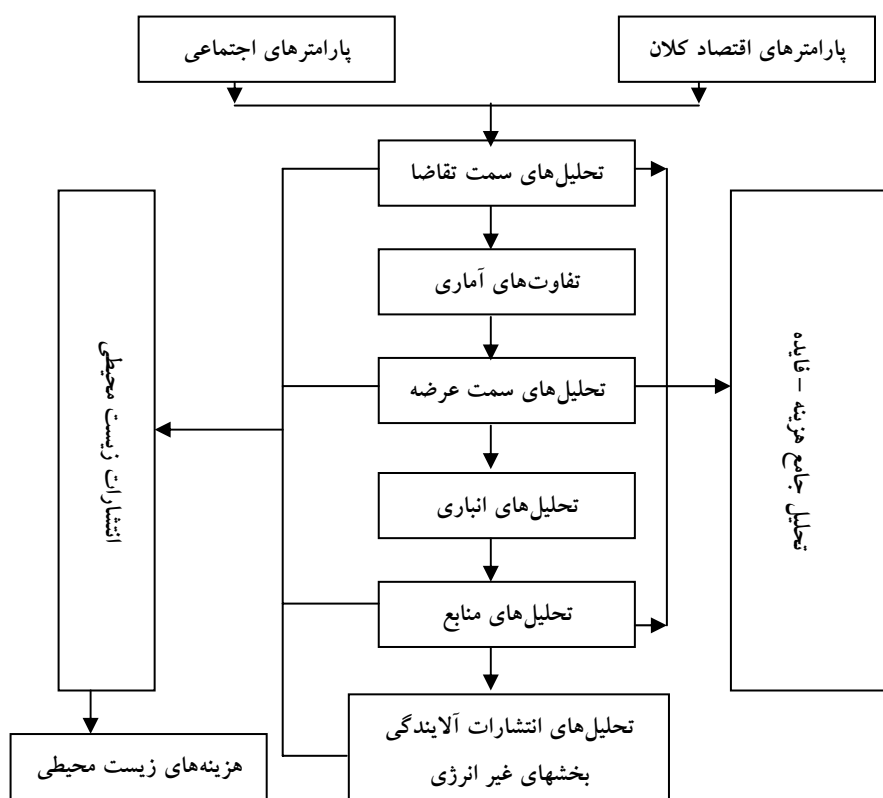 پارامترهای اقتصاد کلان
پارامترهای اجتماعی
تحلیل‌های سمت تقاضا
تفاوت‌های آماری
تحلیل‌های سمت عرضه
تحلیل‌های انباری
تحلیل‌های منابع
تحلیل‌های انتشارات آلایندگی
بخشهای غیر انرژی
تحلیل جامع هزینه – فایده
انتشارات زیست محیطی
هزینه‌های زیست محیطی